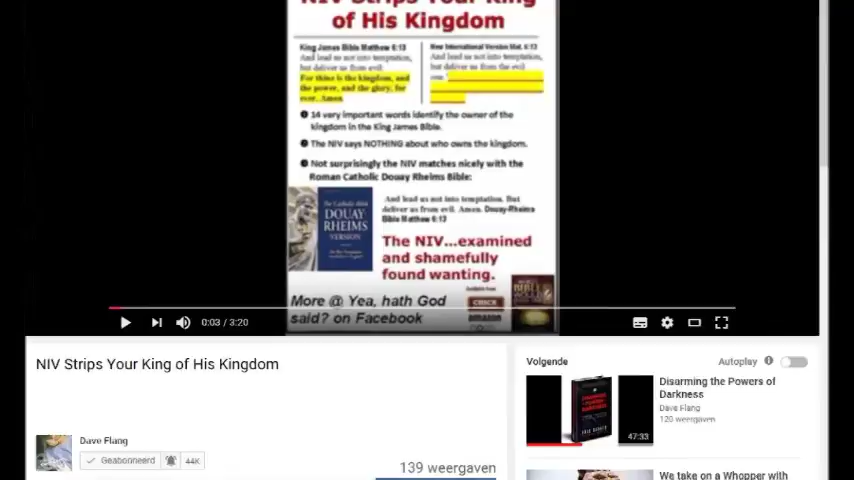 NIV Strips Your King
of His Kingdom
King James Bible Matthew 6:13
And lead us not into temptation,
but deliver us from evil:
For thine is the kingdom, and
the power, and the glory, for
ever. Amen.
New International Version Mat. 6:13
And lead us not into temptation,
but deliver us from the evil
one.
14 very important words identify the owner of the
kingdom in the King James Bible.
The NIV says NOTHING about who owns the kingdom.
Not surprisingly the NIV matches nicely with the
Roman Catholic Douay Rheims Bible:
DOUAY
RHEIMS
VERSION
And lead us not into temptation. But
deliver us from evil. Amen. Douay-Rheims
Bible Matthew 6:13
The NIV...examined
and shamefully
found wanting.
More @ Yea, hath God
said? on Facebook
Available from
CHICK
amazon
0:03 / 3:20
NIV Strips Your King of His Kingdom
Dave Flang
Geabonneerd 44K
139 weergaven
Volgende
Autoplay
Disarming the Powers of
Darkness
Dave Flang
120 weergaven
47:33
We take on a Whopper with